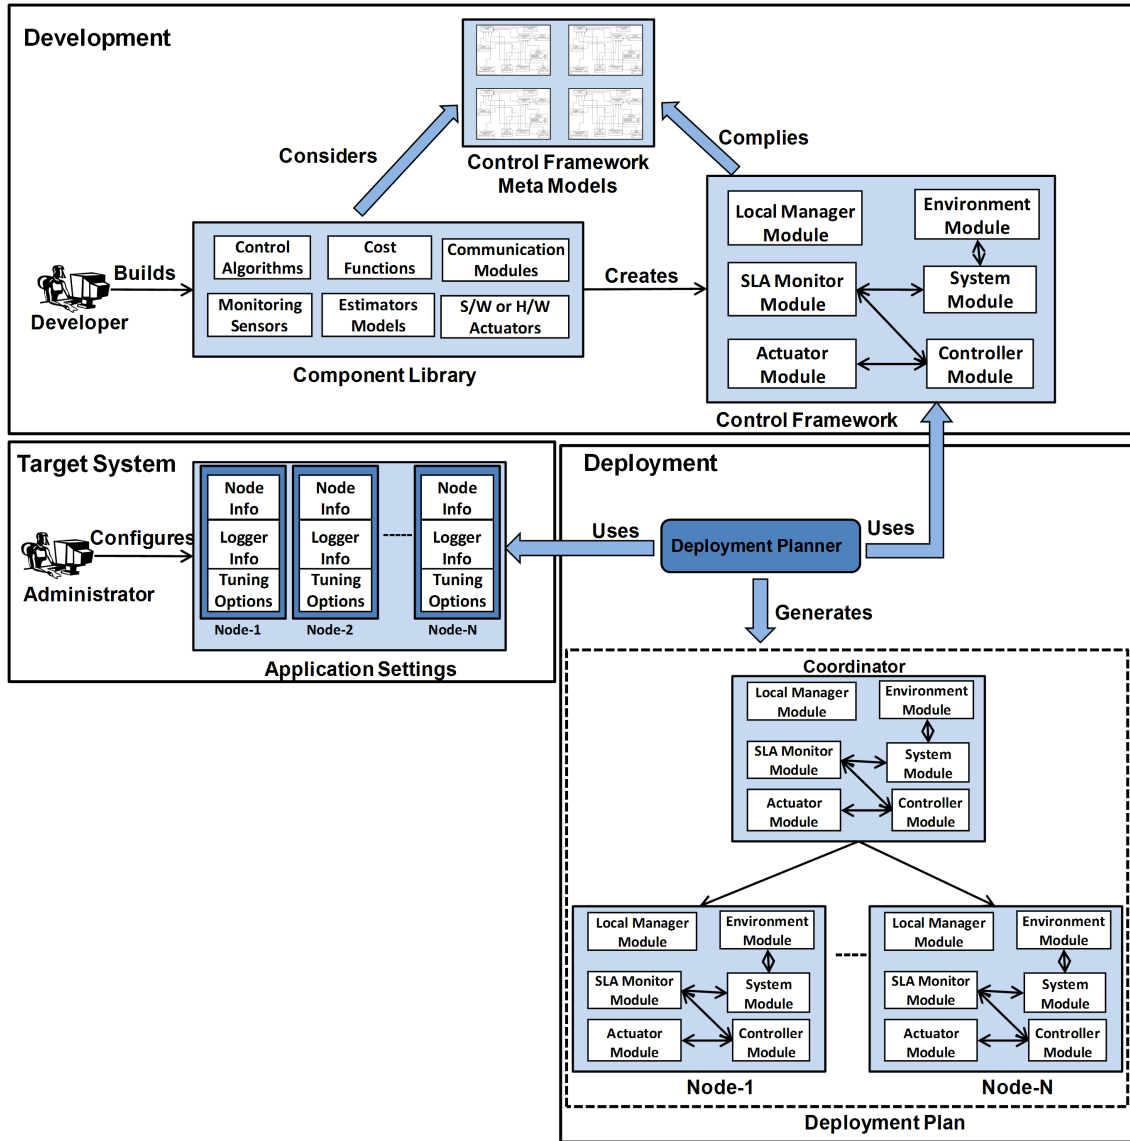 Development
Considers
Control Framework
Meta Models
Complies
Control
Algorithms
Cost
Functions
Communication
Modules
Monitoring
Sensors
Estimators
Models
S/W or H/W
Actuators
Component Library
Builds
Developer
Creates
Local Manager
Module
Environment
Module
SLA Monitor
Module
System
Module
Actuator
Module
Controller
Module
Control Framework
Target System
Configures
Administrator
Node
Info
Logger
Info
Tuning
Options
Node-1
Node
Info
Logger
Info
Tuning
Options
Node-2
Node
Info
Logger
Info
Tuning
Options
Node-N
Application Settings
Deployment
Uses
Deployment Planner
Uses
Generates
Coordinator
Local Manager
Module
Environment
Module
SLA Monitor
Module
System
Module
Actuator
Module
Controller
Module
Local Manager
Module
Environment
Module
SLA Monitor
Module
System
Module
Actuator
Module
Controller
Module
Node-1
Local Manager
Module
Environment
Module
SLA Monitor
Module
System
Module
Actuator
Module
Controller
Module
Node-N
Deployment Plan